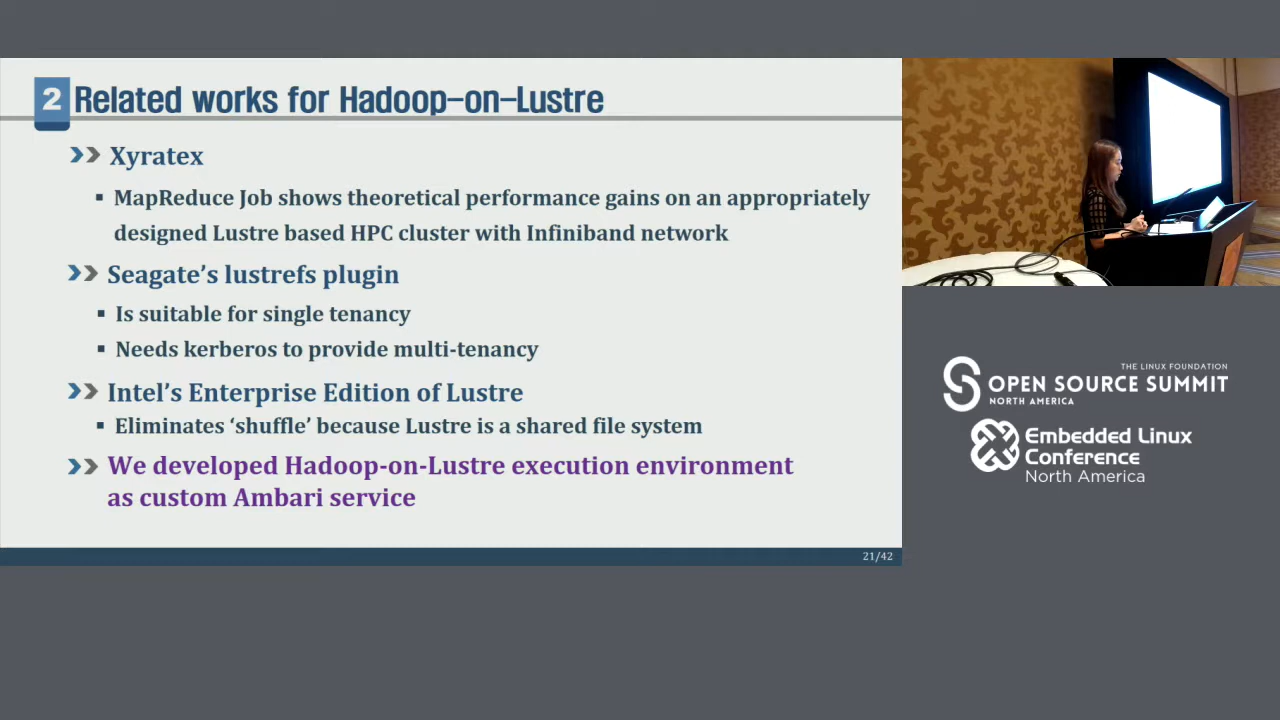 2 Related works for Hadoop-on-Lustre
Xyratex
▪ MapReduce Job shows theoretical performance gains on an appropriately
designed Lustre based HPC cluster with Infiniband network
Seagate’s lustrefs plugin
▪ Is suitable for single tenancy
▪ Needs kerberos to provide multi-tenancy
Intel’s Enterprise Edition of Lustre
▪ Eliminates ‘shuffle’ because Lustre is a shared file system
We developed Hadoop-on-Lustre execution environment
as custom Ambari service
21/42
THE LINUX FOUNDATION
OPEN SOURCE SUMMIT
NORTH AMERICA
Embedded Linux
Conference
North America